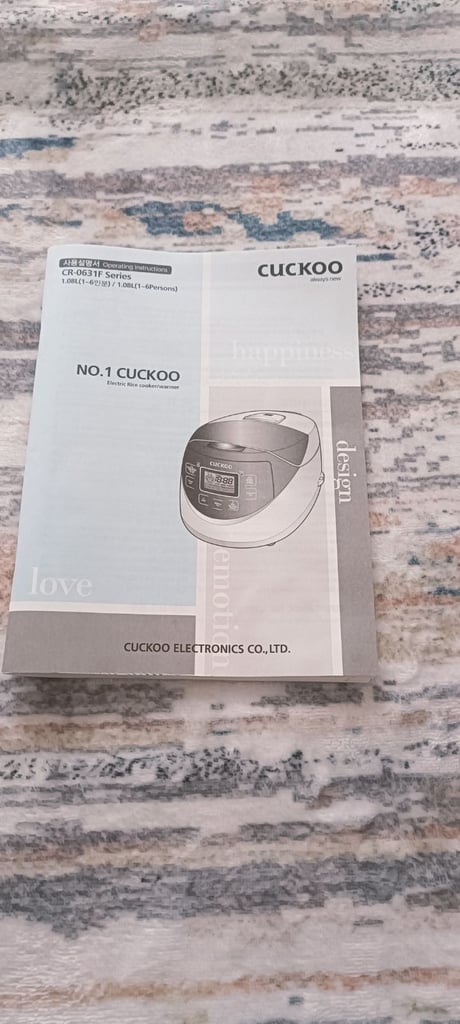 사용설명서 Operating Instructions
CR-0631F Series
1.08L(1~6인분) / 1.08L(1~6Persons)
CUCKOO
always new
happiness
NO.1 CUCKOO
Electric Rice cooker/warmer
CUCKOO
design
love
emotion
CUCKOO ELECTRONICS CO.,LTD.